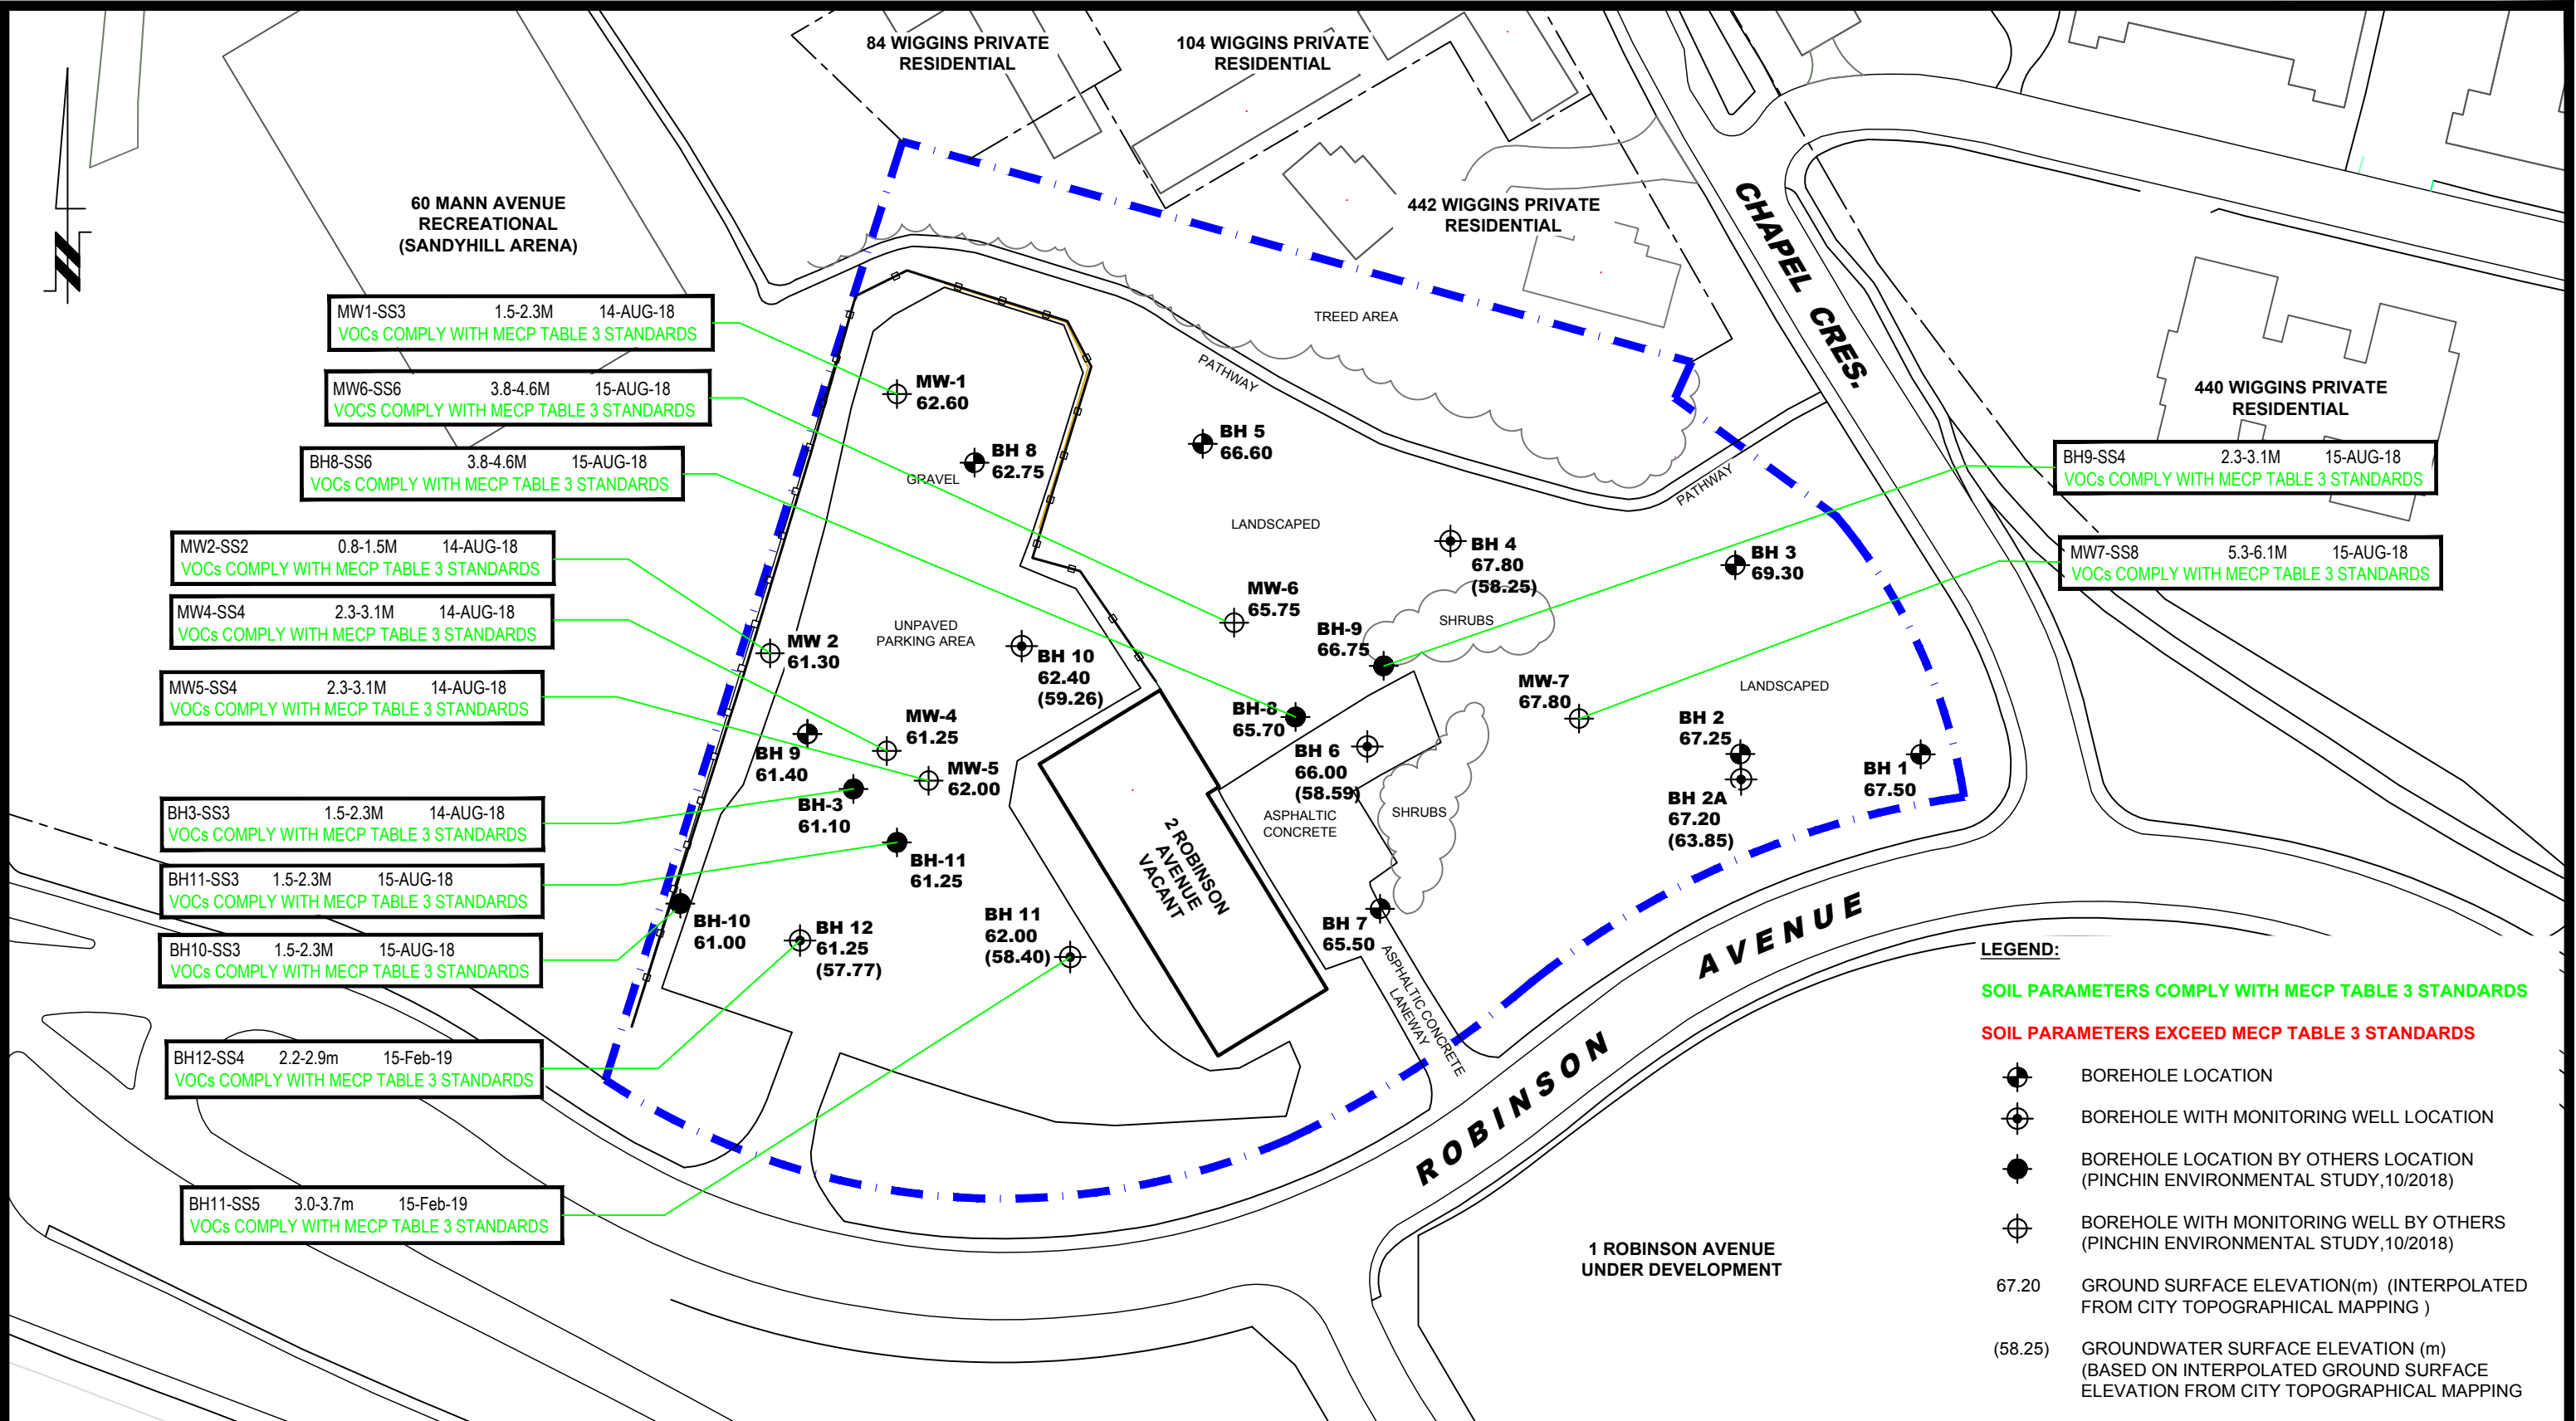 84 WIGGINS PRIVATE
RESIDENTIAL
104 WIGGINS PRIVATE
RESIDENTIAL
60 MANN AVENUE
RECREATIONAL
(SANDYHILL ARENA)
442 WIGGINS PRIVATE
RESIDENTIAL
CHAPEL CRES.
440 WIGGINS PRIVATE
RESIDENTIAL
TREED AREA
PATHWAY
PATHWAY
MW1-SS3 1.5-2.3M 14-AUG-18
VOCs COMPLY WITH MECP TABLE 3 STANDARDS
MW6-SS6 3.8-4.6M 15-AUG-18
VOCS COMPLY WITH MECP TABLE 3 STANDARDS
BH8-SS6 3.8-4.6M 15-AUG-18
VOCs COMPLY WITH MECP TABLE 3 STANDARDS
MW2-SS2 0.8-1.5M 14-AUG-18
VOCs COMPLY WITH MECP TABLE 3 STANDARDS
MW4-SS4 2.3-3.1M 14-AUG-18
VOCs COMPLY WITH MECP TABLE 3 STANDARDS
MW5-SS4 2.3-3.1M 14-AUG-18
VOCs COMPLY WITH MECP TABLE 3 STANDARDS
BH3-SS3 1.5-2.3M 14-AUG-18
VOCs COMPLY WITH MECP TABLE 3 STANDARDS
BH11-SS3 1.5-2.3M 15-AUG-18
VOCs COMPLY WITH MECP TABLE 3 STANDARDS
BH10-SS3 1.5-2.3M 15-AUG-18
VOCs COMPLY WITH MECP TABLE 3 STANDARDS
BH12-SS4 2.2-2.9m 15-Feb-19
VOCs COMPLY WITH MECP TABLE 3 STANDARDS
BH11-SS5 3.0-3.7m 15-Feb-19
VOCs COMPLY WITH MECP TABLE 3 STANDARDS
BH9-SS4 2.3-3.1M 15-AUG-18
VOCs COMPLY WITH MECP TABLE 3 STANDARDS
MW7-SS8 5.3-6.1M 15-AUG-18
VOCs COMPLY WITH MECP TABLE 3 STANDARDS
MW-1
62.60
BH 8
62.75
GRAVEL
BH 5
66.60
LANDSCAPED
BH 4
67.80
(58.25)
BH 3
69.30
MW-6
65.75
SHRUBS
BH-9
66.75
UNPAVED
PARKING AREA
MW 2
61.30
BH 10
62.40
(59.26)
MW-7
67.80
LANDSCAPED
BH-8
65.70
BH 2
67.25
MW-4
61.25
BH 9
61.40
BH 6
66.00
(58.59)
BH 1
67.50
MW-5
62.00
BH 2A
67.20
(63.85)
BH-3
61.10
SHRUBS
ASPHALTIC
CONCRETE
2 ROBINSON
AVENUE
VACANT
BH-11
61.25
BH-10
61.00
BH 12
61.25
(57.77)
BH 11
62.00
(58.40)
BH 7
65.50
ASPHALTIC CONCRETE
LANEWAY
ROBINSON AVENUE
1 ROBINSON AVENUE
UNDER DEVELOPMENT
LEGEND:
SOIL PARAMETERS COMPLY WITH MECP TABLE 3 STANDARDS
SOIL PARAMETERS EXCEED MECP TABLE 3 STANDARDS
BOREHOLE LOCATION
BOREHOLE WITH MONITORING WELL LOCATION
BOREHOLE LOCATION BY OTHERS LOCATION
(PINCHIN ENVIRONMENTAL STUDY,10/2018)
BOREHOLE WITH MONITORING WELL BY OTHERS
(PINCHIN ENVIRONMENTAL STUDY,10/2018)
67.20 GROUND SURFACE ELEVATION(m) (INTERPOLATED
FROM CITY TOPOGRAPHICAL MAPPING )
(58.25) GROUNDWATER SURFACE ELEVATION (m)
(BASED ON INTERPOLATED GROUND SURFACE
ELEVATION FROM CITY TOPOGRAPHICAL MAPPING